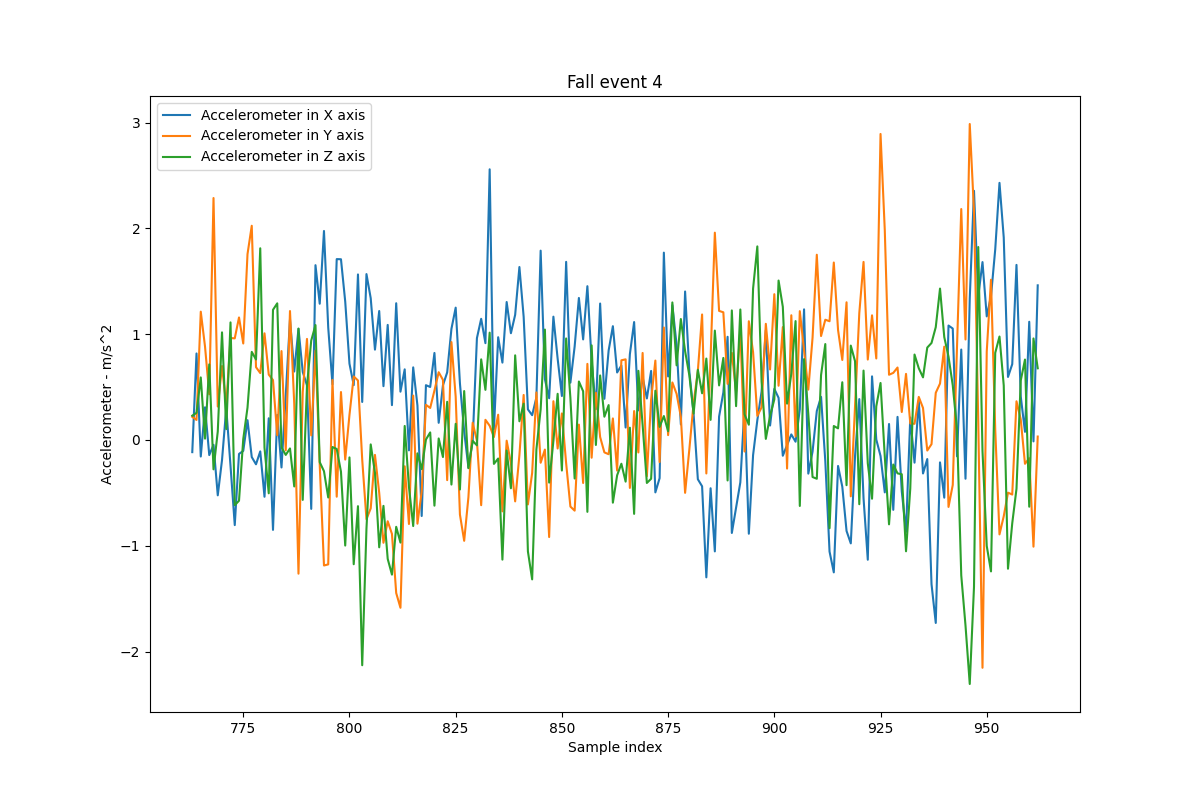 Fall event 4
Accelerometer in X axis
Accelerometer in Y axis
Accelerometer in Z axis
3
2
1
0
−1
−2
Accelerometer - m/s^2
775 800 825 850 875 900 925 950
Sample index